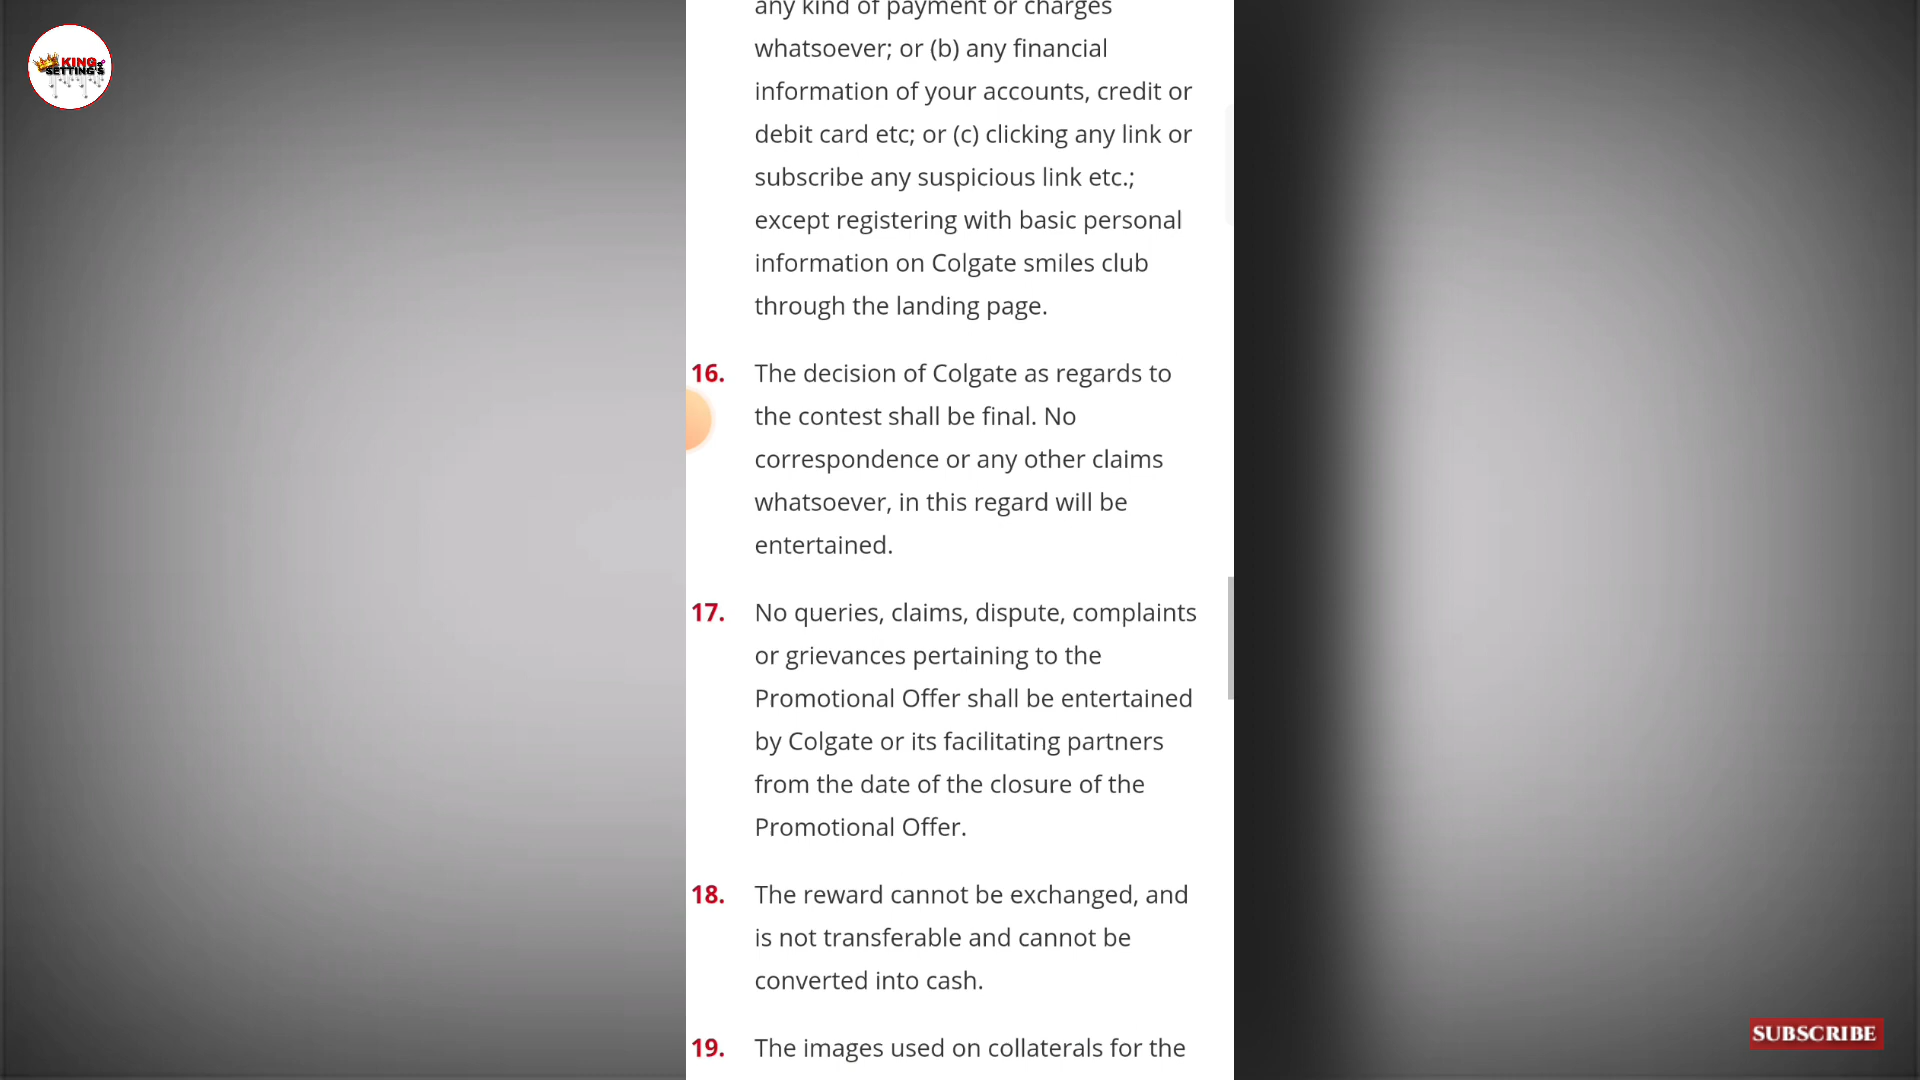 KING
SETTING'S
any kind of payment or charges
whatsoever; or (b) any financial
information of your accounts, credit or
debit card etc; or (c) clicking any link or
subscribe any suspicious link etc.;
except registering with basic personal
information on Colgate smiles club
through the landing page.
16. The decision of Colgate as regards to
the contest shall be final. No
correspondence or any other claims
whatsoever, in this regard will be
entertained.
17. No queries, claims, dispute, complaints
or grievances pertaining to the
Promotional Offer shall be entertained
by Colgate or its facilitating partners
from the date of the closure of the
Promotional Offer.
18. The reward cannot be exchanged, and
is not transferable and cannot be
converted into cash.
19. The images used on collaterals for the
SUBSCRIBE